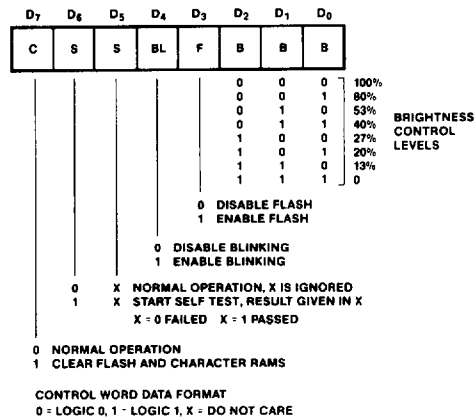 D7 D6 D5 D4 D3 D2 D1 D0
C S S BL F B B B
0 0 0 100%
0 0 1 80%
0 1 0 53%
0 1 1 40%
1 0 0 27%
1 0 1 20%
1 1 0 13%
1 1 1 0
BRIGHTNESS
CONTROL
LEVELS
0 DISABLE FLASH
1 ENABLE FLASH
0 DISABLE BLINKING
1 ENABLE BLINKING
0 X NORMAL OPERATION, X IS IGNORED
1 X START SELF TEST, RESULT GIVEN IN X
X = 0 FAILED X = 1 PASSED
0 NORMAL OPERATION
1 CLEAR FLASH AND CHARACTER RAMS
CONTROL WORD DATA FORMAT
0 = LOGIC 0, 1 - LOGIC 1, X = DO NOT CARE